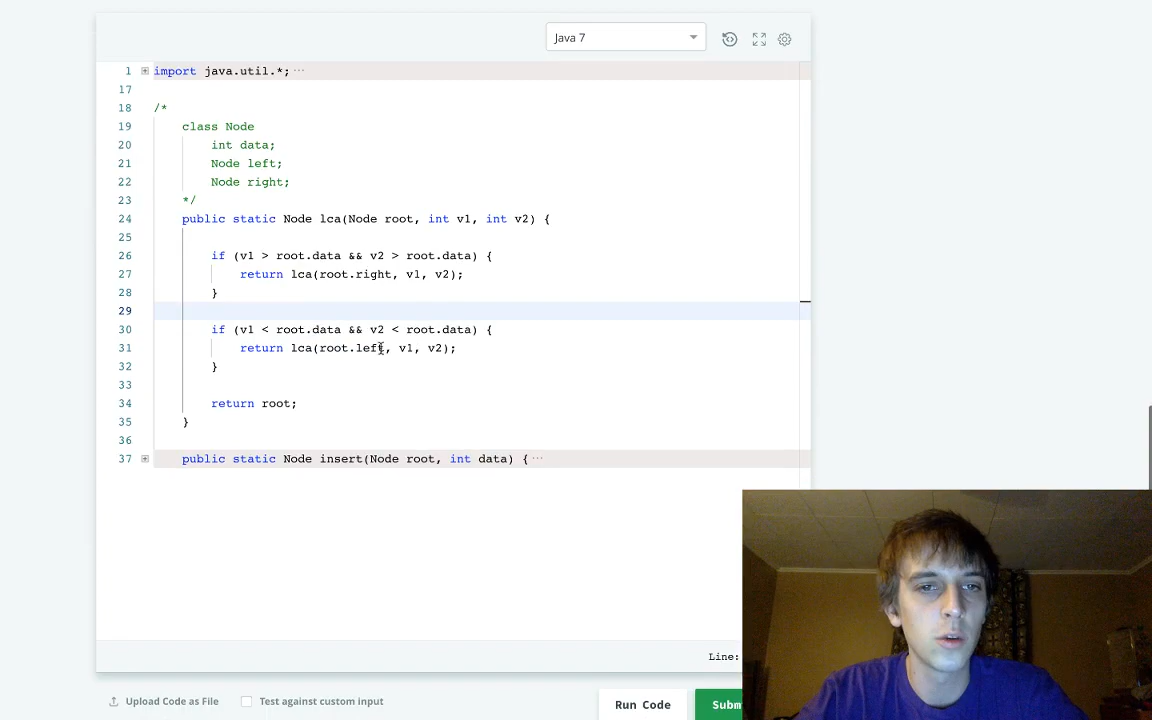 Java 7
1 import java.util.*;
17
18 /*
19 class Node
20 int data;
21 Node left;
22 Node right;
23 */
24 public static Node lca(Node root, int v1, int v2) {
25
26 if (v1 > root.data && v2 > root.data) {
27 return lca(root.right, v1, v2);
28 }
29
30 if (v1 < root.data && v2 < root.data) {
31 return lca(root.left, v1, v2);
32 }
33
34 return root;
35 }
36
37 public static Node insert(Node root, int data) {
Line:
Upload Code as File Test against custom input Run Code Subm